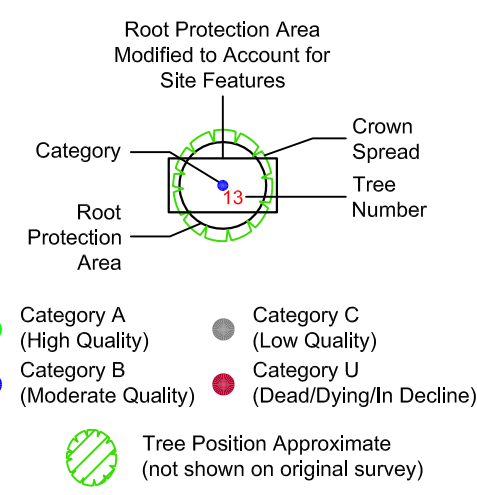 Root Protection Area
Modified to Account for
Site Features
Category
Crown
Spread
13
Tree
Number
Root
Protection
Area
Category A
(High Quality)
Category C
(Low Quality)
Category B
(Moderate Quality)
Category U
(Dead/Dying/In Decline)
Tree Position Approximate
(not shown on original survey)